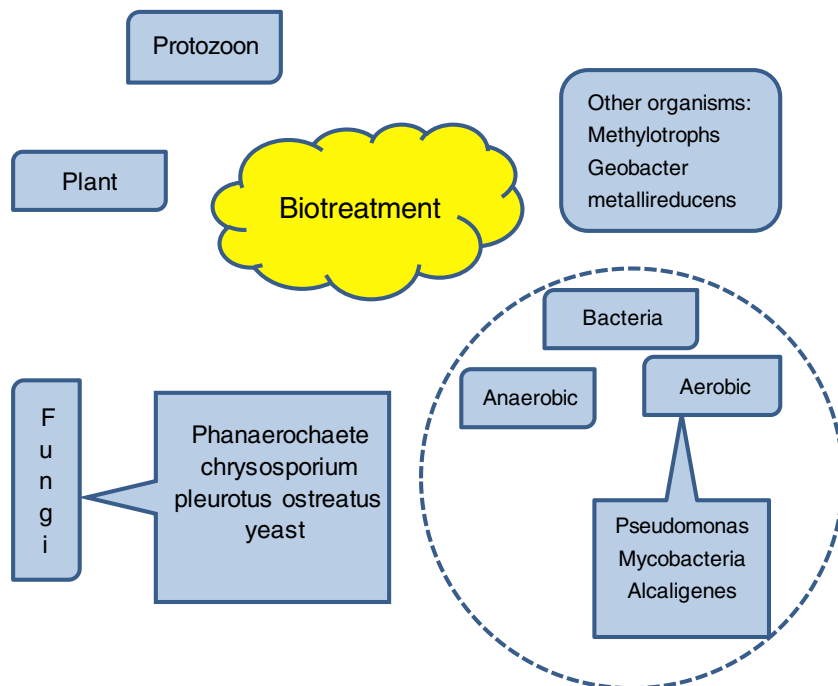 Protozoon
Other organisms:
Methylotrophs
Geobacter
metallireducens
Plant
Biotreatment
Bacteria
Anaerobic
Aerobic
F
u
n
g
i
Phanaerochaete
chrysosporium
pleurotus ostreatus
yeast
Pseudomonas
Mycobacteria
Alcaligenes